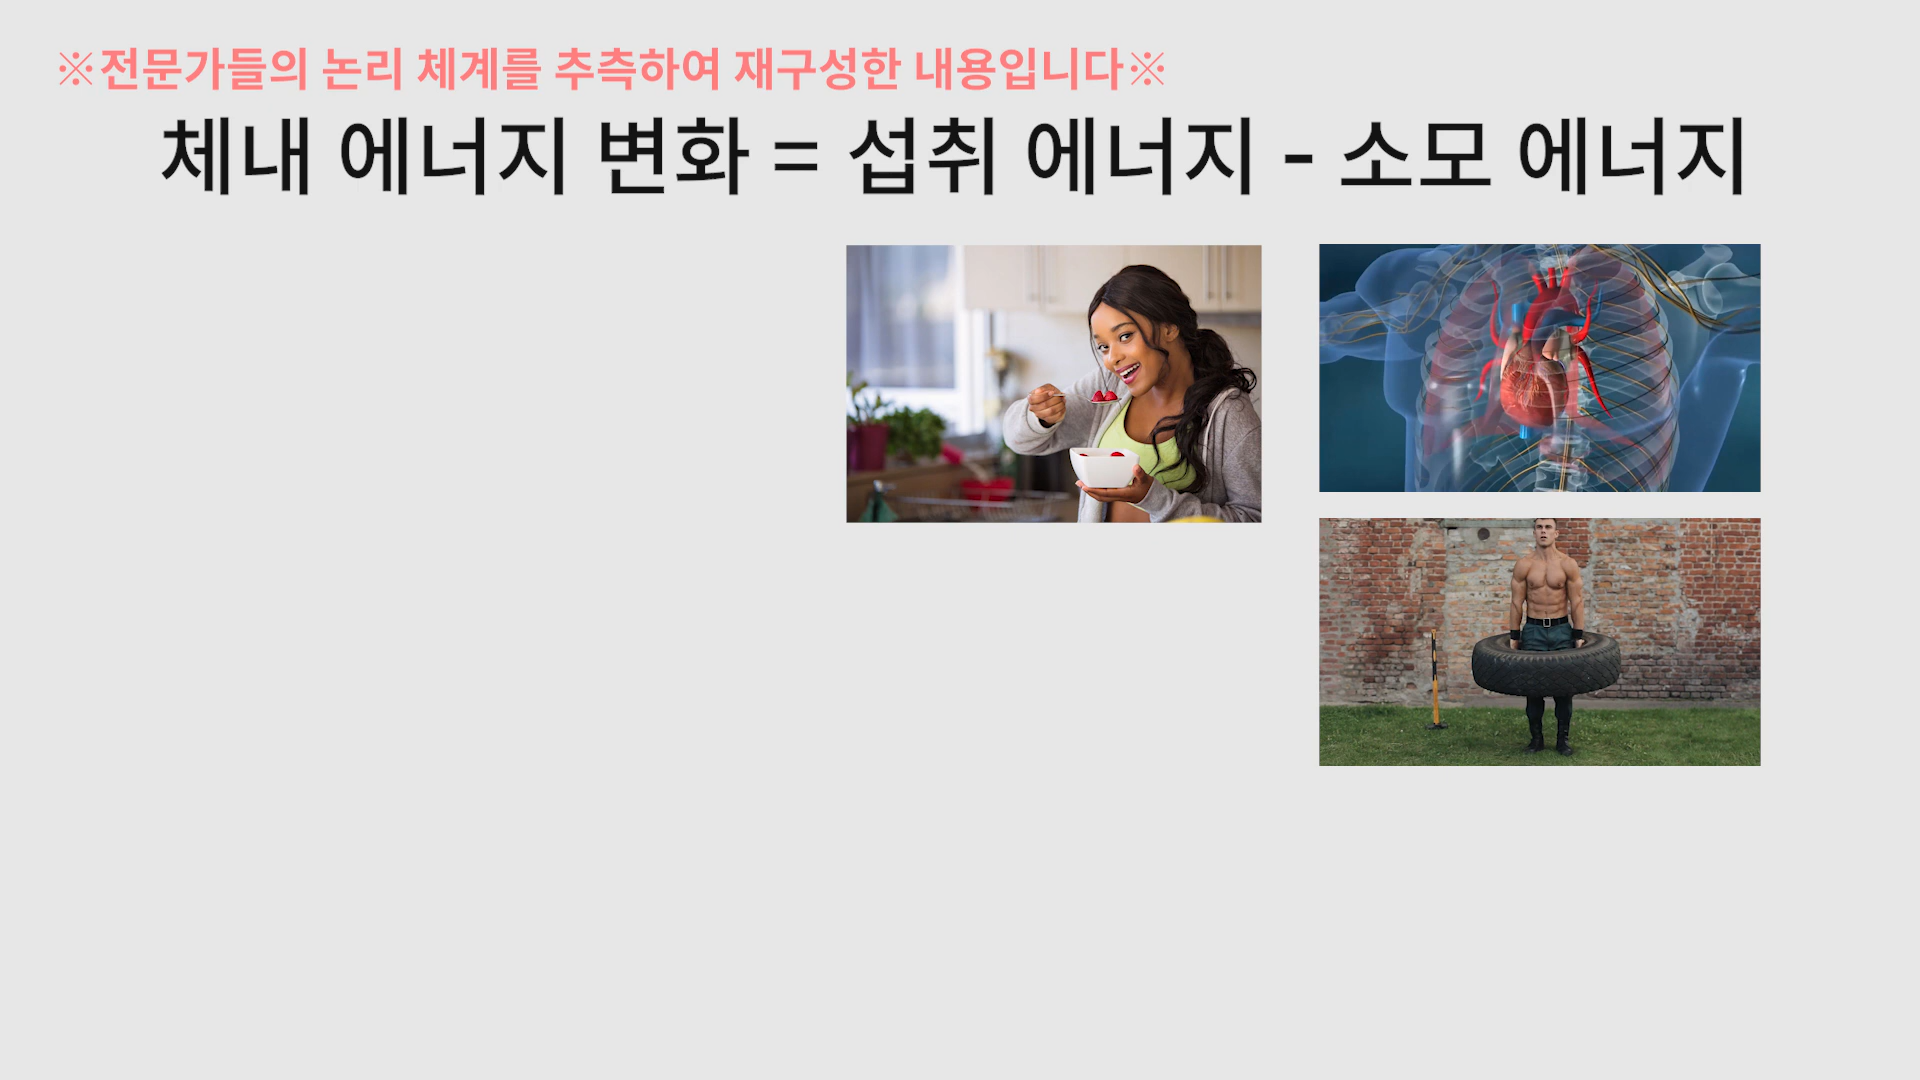 ※전문가들의 논리 체계를 추측하여 재구성한 내용입니다※
체내 에너지 변화 = 섭취 에너지 - 소모 에너지